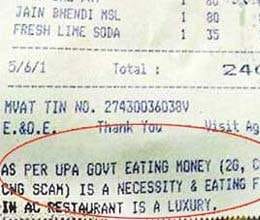 JAIN BHENDI MSL 1 80
FRESH LIME SODA 1 35
5/6/1 Total :
MVAT TIN NO. 27430036038V
E.&O.E. Thank You Visit
AS PER UPA GOVT EATING MONEY (2G, C
CWG SCAM) IS A NECESSITY & EATING F
IN AC RESTAURANT IS A LUXURY.